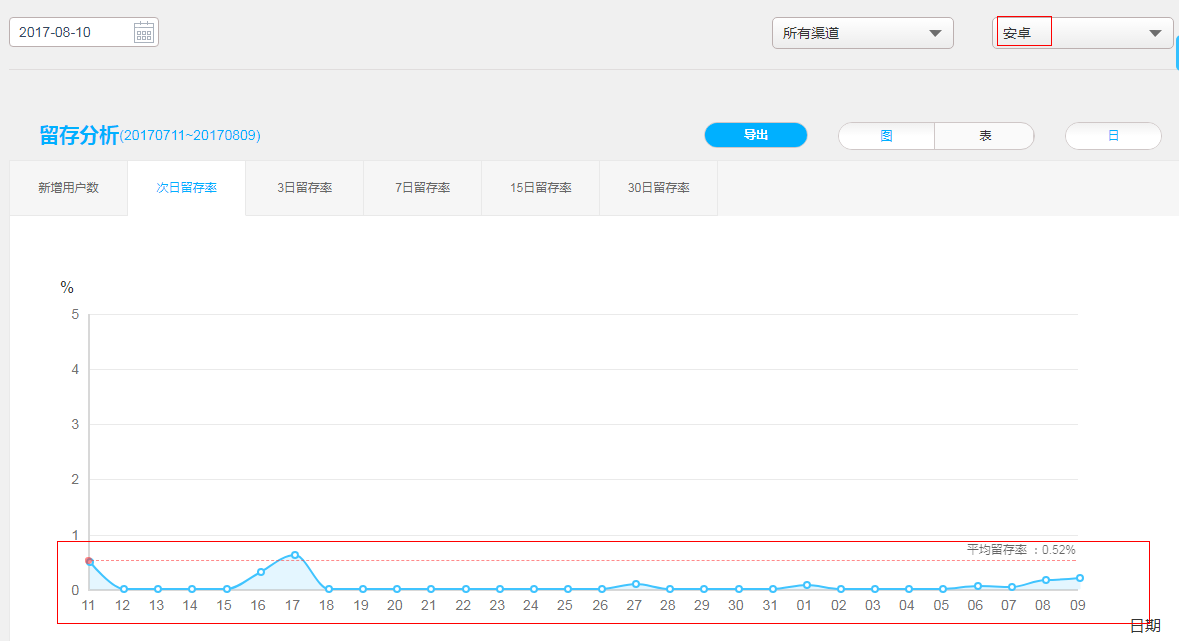 2017-08-10 所有渠道 安卓
留存分析(20170711~20170809) 导出 图 表 日
新增用户数 次日留存率 3日留存率 7日留存率 15日留存率 30日留存率
%
5
4
3
2
1
平均留存率 ：0.52%
0
11 12 13 14 15 16 17 18 19 20 21 22 23 24 25 26 27 28 29 30 31 01 02 03 04 05 06 07 08 09
日期